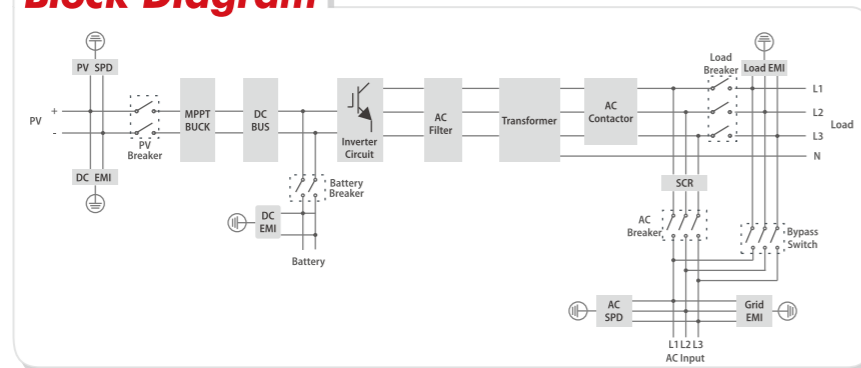 Block Diagram
PV SPD
PV
+
-
DC EMI
PV
Breaker
MPPT
BUCK
DC
BUS
Battery
Breaker
DC
EMI
Battery
Inverter
Circuit
AC
Filter
Transformer
AC
Contactor
Load
Breaker
Load EMI
L1
L2
L3
N
Load
SCR
AC
Breaker
Bypass
Switch
AC
SPD
Grid
EMI
L1 L2 L3
AC Input